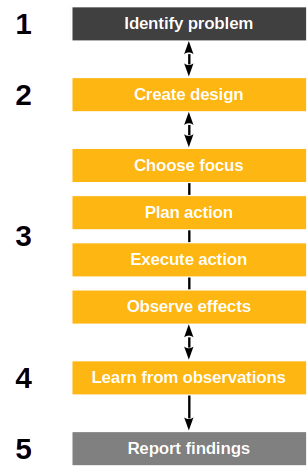 1 Identify problem
2 Create design
Choose focus
Plan action
3
Execute action
Observe effects
4 Learn from observations
5 Report findings